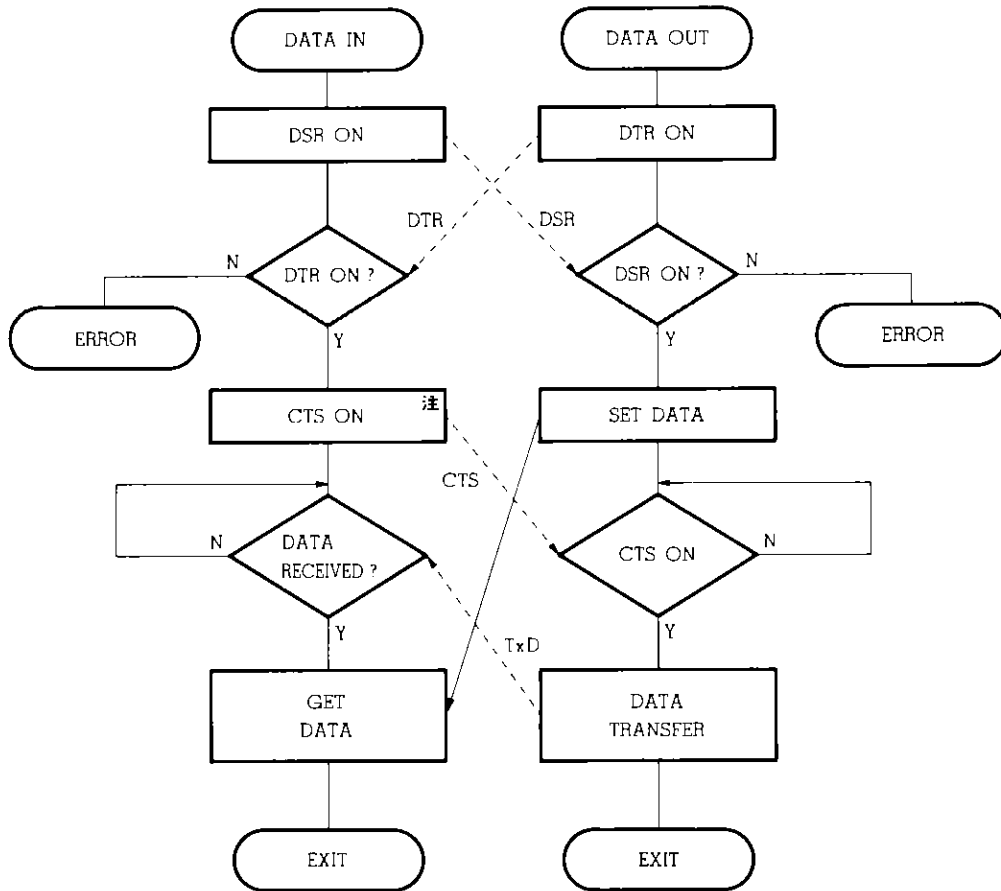 DATA IN
DATA OUT
DSR ON
DTR ON
DTR
DSR
DTR ON ?
N
Y
DSR ON ?
N
Y
ERROR
ERROR
CTS ON
注
SET DATA
CTS
DATA
RECEIVED ?
N
Y
CTS ON
N
Y
TxD
GET
DATA
DATA
TRANSFER
EXIT
EXIT